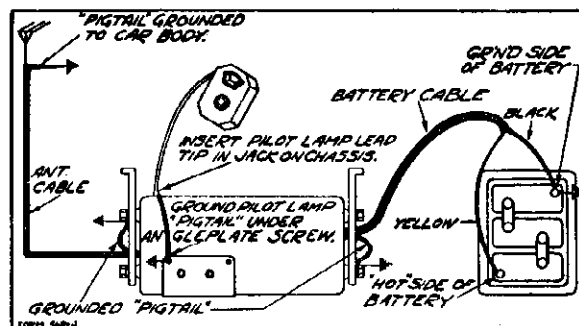 "PIGTAIL" GROUNDED
TO CAR BODY.
GRN'D SIDE
OF BATTERY
BATTERY CABLE
BLACK
INSERT PILOT LAMP LEAD
TIP IN JACK ON CHASSIS.
ANT.
CABLE
GROUND PILOT LAMP
"PIGTAIL" UNDER
ANGLEPLATE SCREW.
YELLOW
"HOT" SIDE OF
BATTERY
GROUNDED "PIGTAIL"